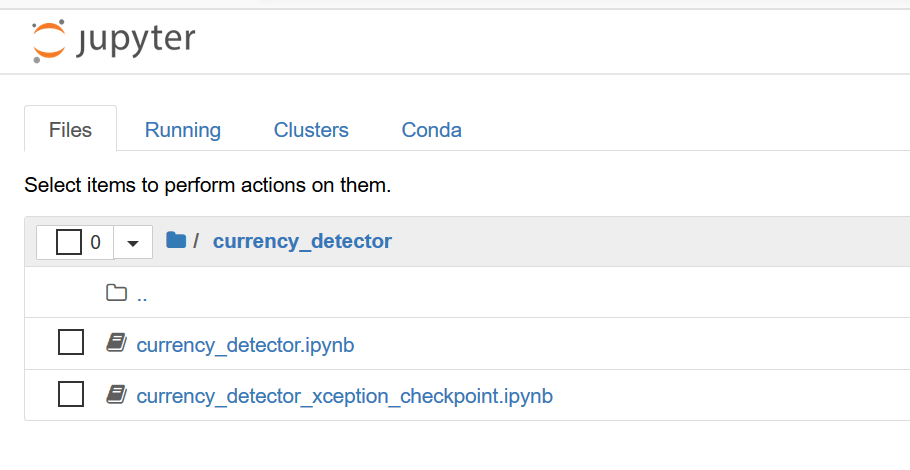 jupyter
Files Running Clusters Conda
Select items to perform actions on them.
0 / currency_detector
..
currency_detector.ipynb
currency_detector_xception_checkpoint.ipynb